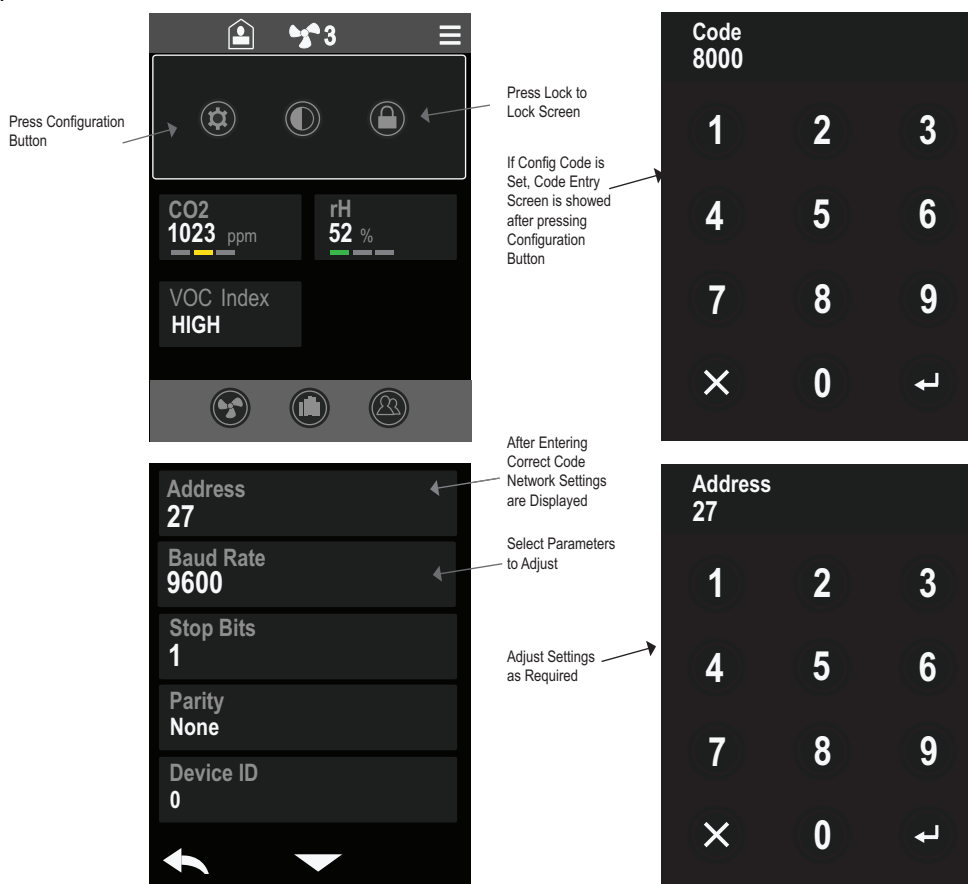 3
Press Configuration
Button
Press Lock to
Lock Screen
CO2
1023 ppm
rH
52 %
VOC Index
HIGH
If Config Code is
Set, Code Entry
Screen is showed
after pressing
Configuration
Button
Code
8000
1 2 3
4 5 6
7 8 9
0
Address
27
Baud Rate
9600
Stop Bits
1
Parity
None
Device ID
0
After Entering
Correct Code
Network Settings
are Displayed
Select Parameters
to Adjust
Adjust Settings
as Required
Address
27
1 2 3
4 5 6
7 8 9
0